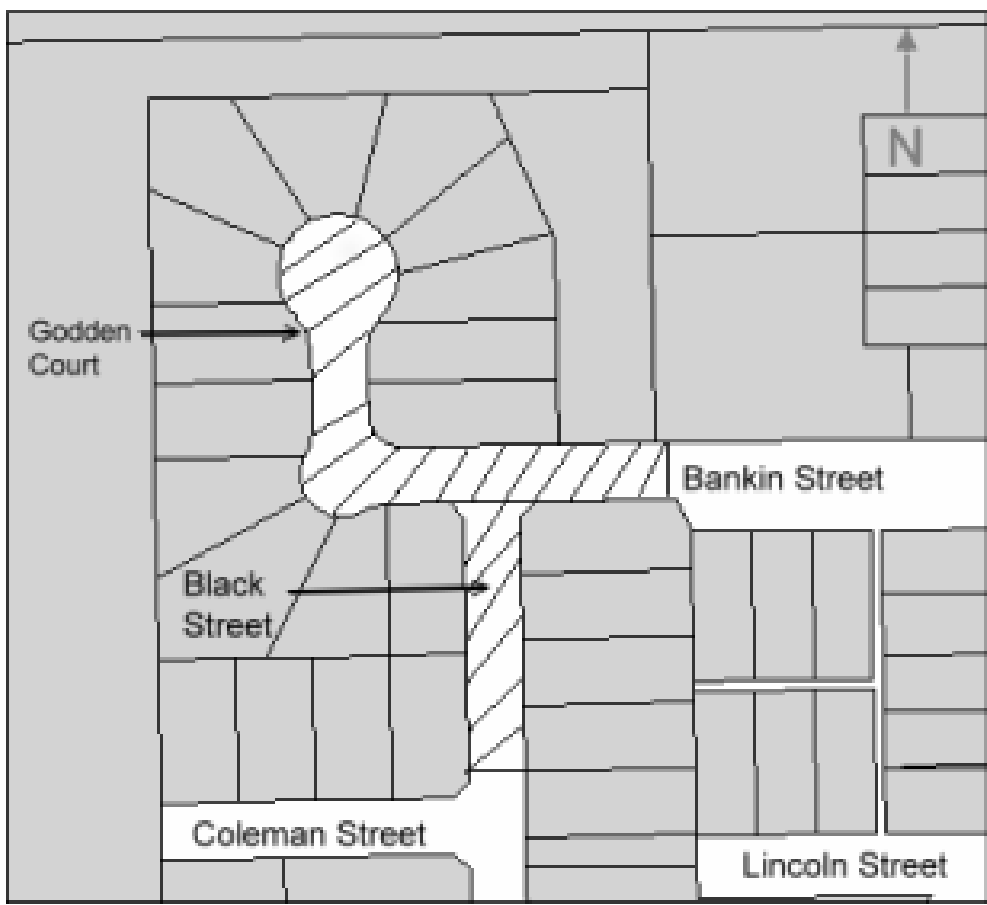 N
Godden
Court
Bankin Street
Black
Street
Coleman Street
Lincoln Street